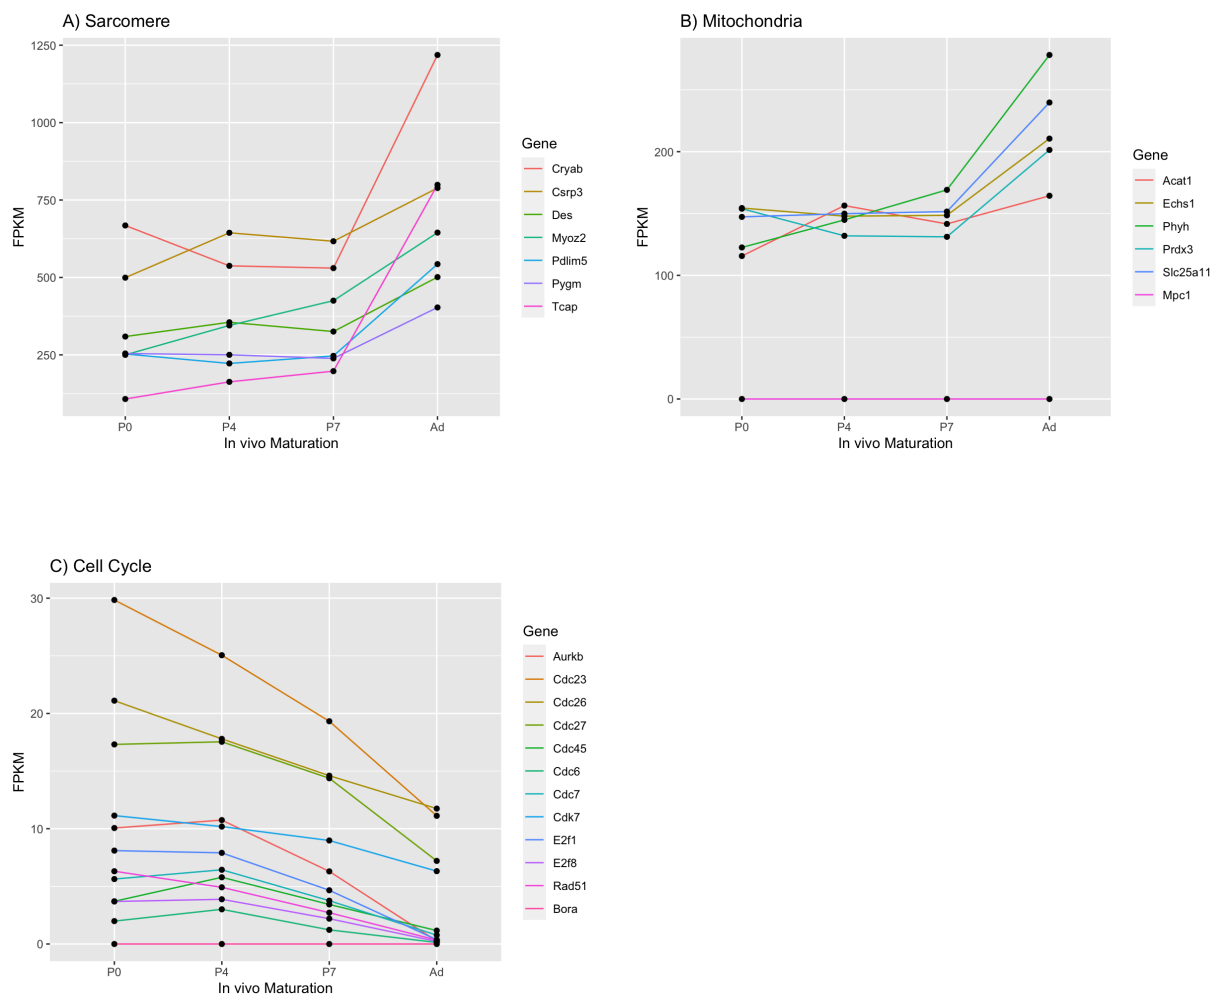 A) Sarcomere
FPKM
1250
1000
750
500
250
P0 P4 P7 Ad
In vivo Maturation
Gene
Cryab
Csrp3
Des
Myoz2
Pdlim5
Pygm
Tcap
B) Mitochondria
FPKM
200
100
0
P0 P4 P7 Ad
In vivo Maturation
Gene
Acat1
Echs1
Phyh
Prdx3
Slc25a11
Mpc1
C) Cell Cycle
FPKM
30
20
10
0
P0 P4 P7 Ad
In vivo Maturation
Gene
Aurkb
Cdc23
Cdc26
Cdc27
Cdc45
Cdc6
Cdc7
Cdk7
E2f1
E2f8
Rad51
Bora